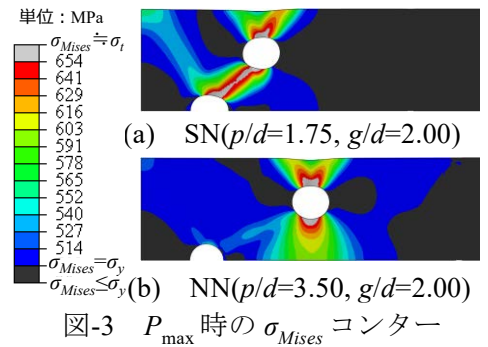 単位：MPa
σMises≒σt
654
641
629
616
603
591
578
565
552
540
527
514
σMises=σy
σMises≤σy
(a) SN(p/d=1.75, g/d=2.00)
(b) NN(p/d=3.50, g/d=2.00)
図-3 Pmax 時の σMises コンター